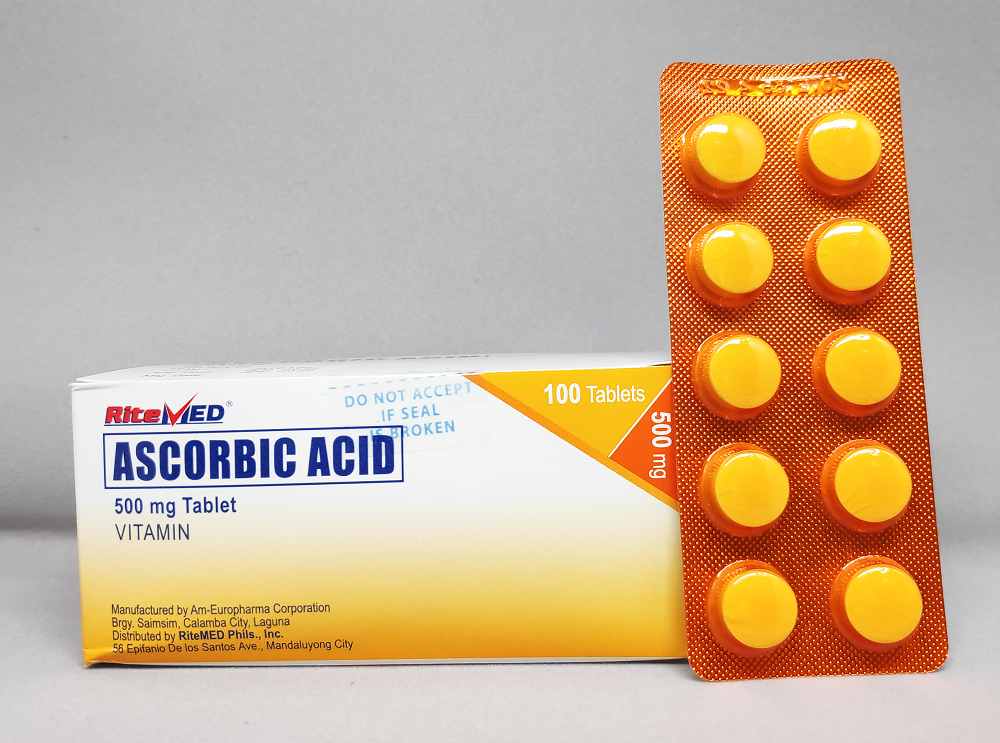 RiteMED®
DO NOT ACCEPT
IF SEAL
IS BROKEN
ASCORBIC ACID
500 mg Tablet
VITAMIN
100 Tablets
500 mg
Manufactured by Am-Europharma Corporation
Brgy. Saimsim, Calamba City, Laguna
Distributed by RiteMED Phils., Inc.
56 Epifanio De los Santos Ave., Mandaluyong City